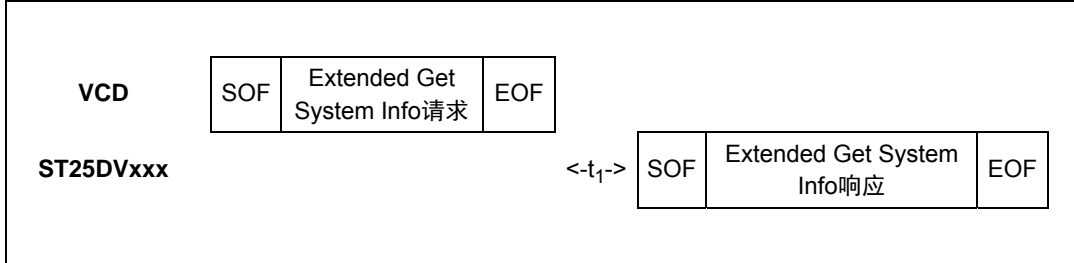 VCD SOF Extended Get EOF
System Info请求
ST25DVxxx <-t₁-> SOF Extended Get System EOF
Info响应